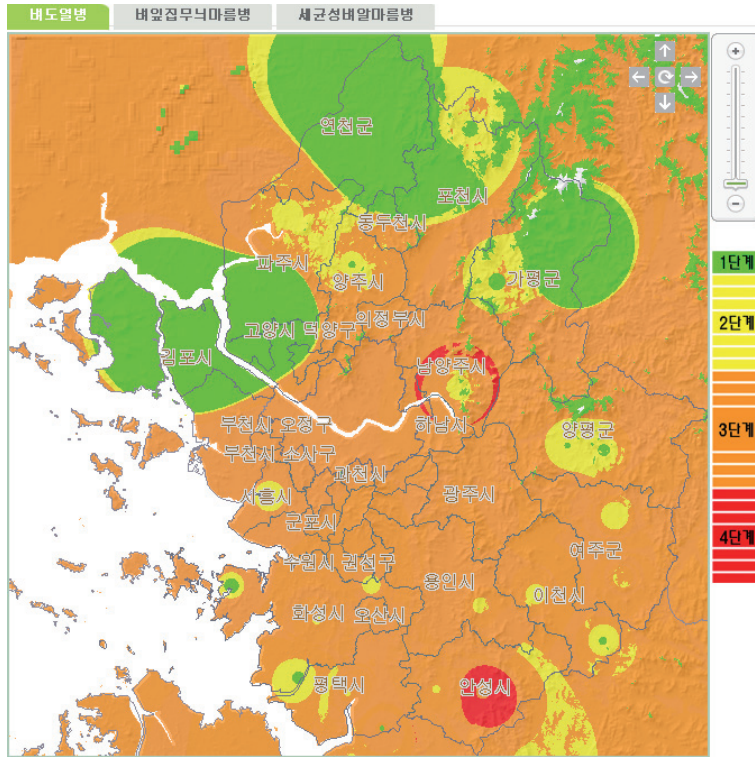 벼도열병 벼잎집무늬마름병 세균성벼알마름병
연천군
포천시
동두천시
파주시
양주시
가평군
1단계
고양시 덕양구
의정부시
2단계
김포시
남양주시
부천시 오정구
하남시
양평군
3단계
부천시 소사구
과천시
시흥시
광주시
군포시
4단계
여주군
수원시 권선구
용인시
이천시
화성시
오산시
평택시
안성시